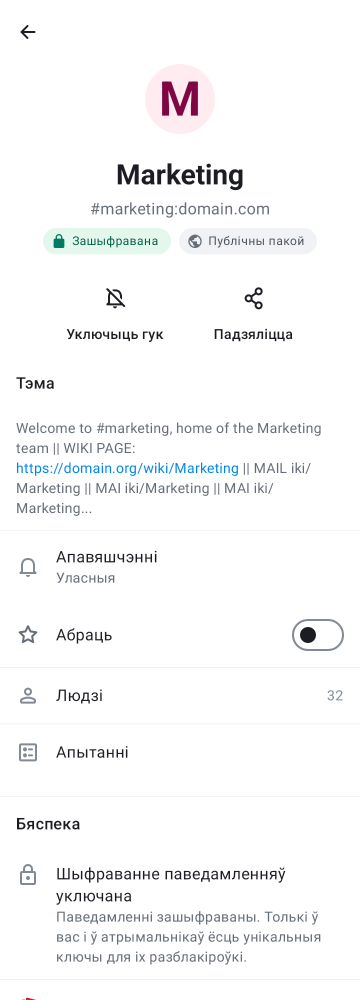 M
Marketing
#marketing:domain.com
Зашыфравана
Публічны пакой
Уключыць гук
Падзяліцца
Тэма
Welcome to #marketing, home of the Marketing
team || WIKI PAGE:
https://domain.org/wiki/Marketing || MAIL iki/
Marketing || MAI iki/Marketing || MAI iki/
Marketing...
Апавяшчэнні
Уласныя
Абраць
Людзі
32
Апытанні
Бяспека
Шыфраванне паведамленняў
уключана
Паведамленні зашыфраваны. Толькі ў
вас і ў атрымальнікаў ёсць унікальныя
ключы для іх разблакіроўкі.